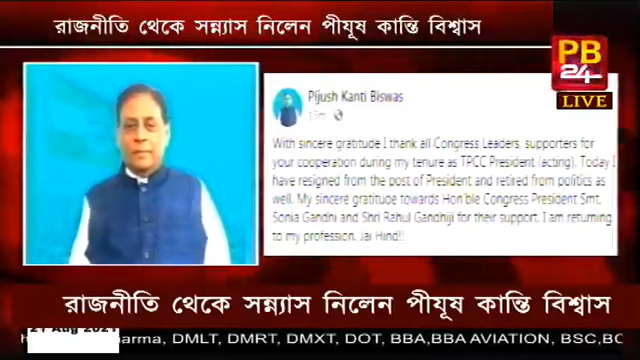 রাজনীতি থেকে সন্ন্যাস নিলেন পীযূষ কান্তি বিশ্বাস
PB
24
LIVE
Pijush Kanti Biswas
With sincere gratitude I thank all Congress Leaders, supporters for
your cooperation during my tenure as TPCC President (acting). Today I
have resigned from the post of President and retired from politics as
well. My sincere gratitude towards Hon'ble Congress President Smt.
Sonia Gandhi and Shri Rahul Gandhiji for their support. I am returning
to my profession. Jai Hind!!
রাজনীতি থেকে সন্ন্যাস নিলেন পীযূষ কান্তি বিশ্বাস
21 Aug 2021
arma, DMLT, DMRT, DMXT, DOT, BBA,BBA AVIATION, BSC,BC